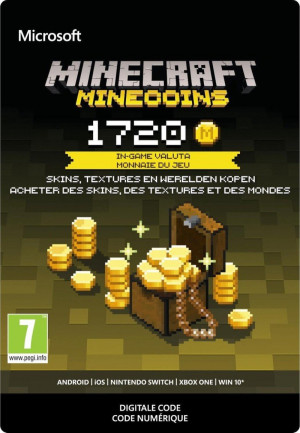 Microsoft
MINECRAFT
MINECOINS
1720 M
IN-GAME VALUTA
MONNAIE DU JEU
SKINS, TEXTURES EN WERELDEN KOPEN
ACHETER DES SKINS, DES TEXTURES ET DES MONDES
7
www.pegi.info
ANDROID | iOS | NINTENDO SWITCH | XBOX ONE | WIN 10*
DIGITALE CODE
CODE NUMÉRIQUE